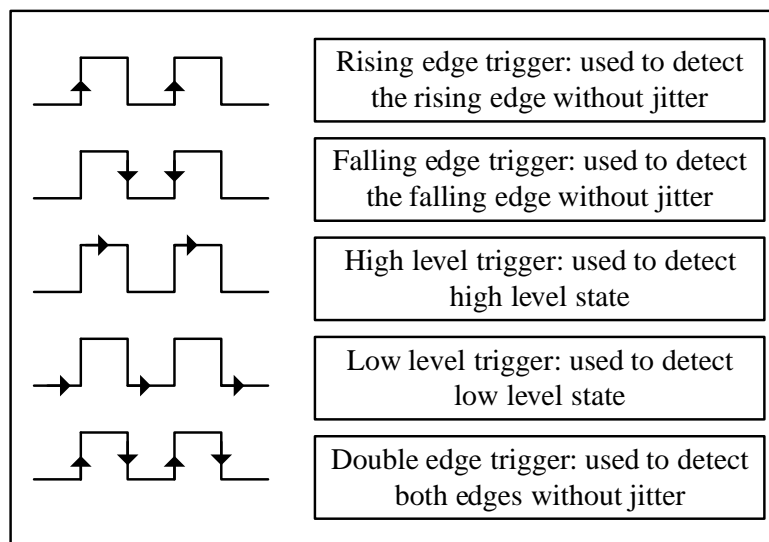 Rising edge trigger: used to detect
the rising edge without jitter
Falling edge trigger: used to detect
the falling edge without jitter
High level trigger: used to detect
high level state
Low level trigger: used to detect
low level state
Double edge trigger: used to detect
both edges without jitter